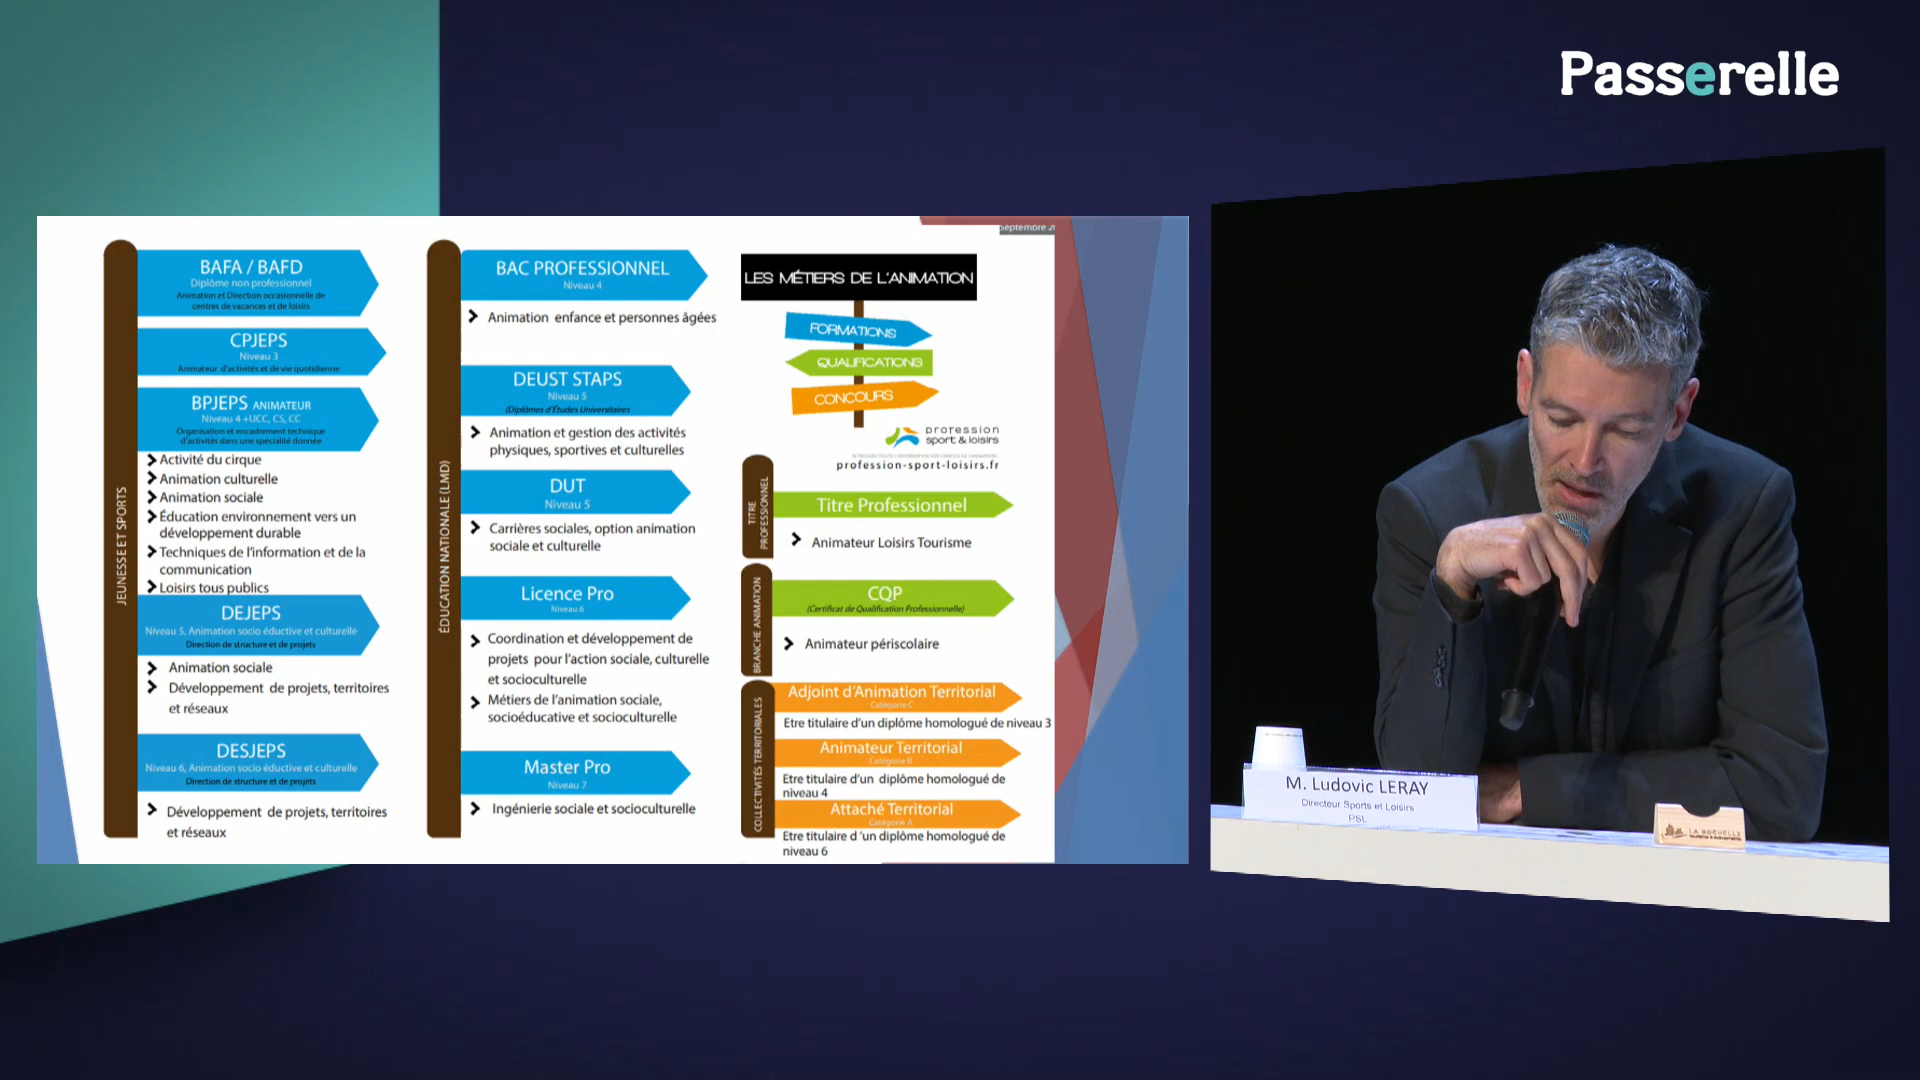 Passerelle
Septembre 2
JEUNESSE ET SPORTS
BAFA / BAFD
Diplôme non professionnel
Animation et Direction occasionnelle de
centres de vacances et de loisirs
CPJEPS
Niveau 3
Animateur d'activités et de vie quotidienne
BPJEPS ANIMATEUR
Niveau 4 +UCC, CS, CC
Organisation et encadrement technique
d'activités dans une spécialité donnée
Activité du cirque
Animation culturelle
Animation sociale
Éducation environnement vers un
développement durable
Techniques de l'information et de la
communication
Loisirs tous publics
DEJEPS
Niveau 5, Animation socio éductive et culturelle
Direction de structure et de projets
Animation sociale
Développement de projets, territoires
et réseaux
DESJEPS
Niveau 6, Animation socio éductive et culturelle
Direction de structure et de projets
Développement de projets, territoires
et réseaux
ÉDUCATION NATIONALE (LMD)
BAC PROFESSIONNEL
Niveau 4
Animation enfance et personnes âgées
DEUST STAPS
Niveau 5
(Diplômes d'Études Universitaires
Animation et gestion des activités
physiques, sportives et culturelles
DUT
Niveau 5
Carrières sociales, option animation
sociale et culturelle
Licence Pro
Niveau 6
Coordination et développement de
projets pour l'action sociale, culturelle
et socioculturelle
Métiers de l'animation sociale,
socioéducative et socioculturelle
Master Pro
Niveau 7
Ingénierie sociale et socioculturelle
LES MÉTIERS DE L'ANIMATION
FORMATIONS
QUALIFICATIONS
CONCOURS
profession
sport & loisirs
profession-sport-loisirs.fr
TITRE
PROFESSIONNEL
Titre Professionnel
Animateur Loisirs Tourisme
BRANCHE ANIMATION
CQP
(Certificat de Qualification Professionnelle)
Animateur périscolaire
COLLECTIVITÉS TERRITORIALES
Adjoint d'Animation Territorial
Catégorie C
Etre titulaire d'un diplôme homologué de niveau 3
Animateur Territorial
Catégorie B
Etre titulaire d'un diplôme homologué de
niveau 4
Attaché Territorial
Catégorie A
Etre titulaire d 'un diplôme homologué de
niveau 6
M. Ludovic LERAY
Directeur Sports et Loisirs
PSL
LA ROCHELLE